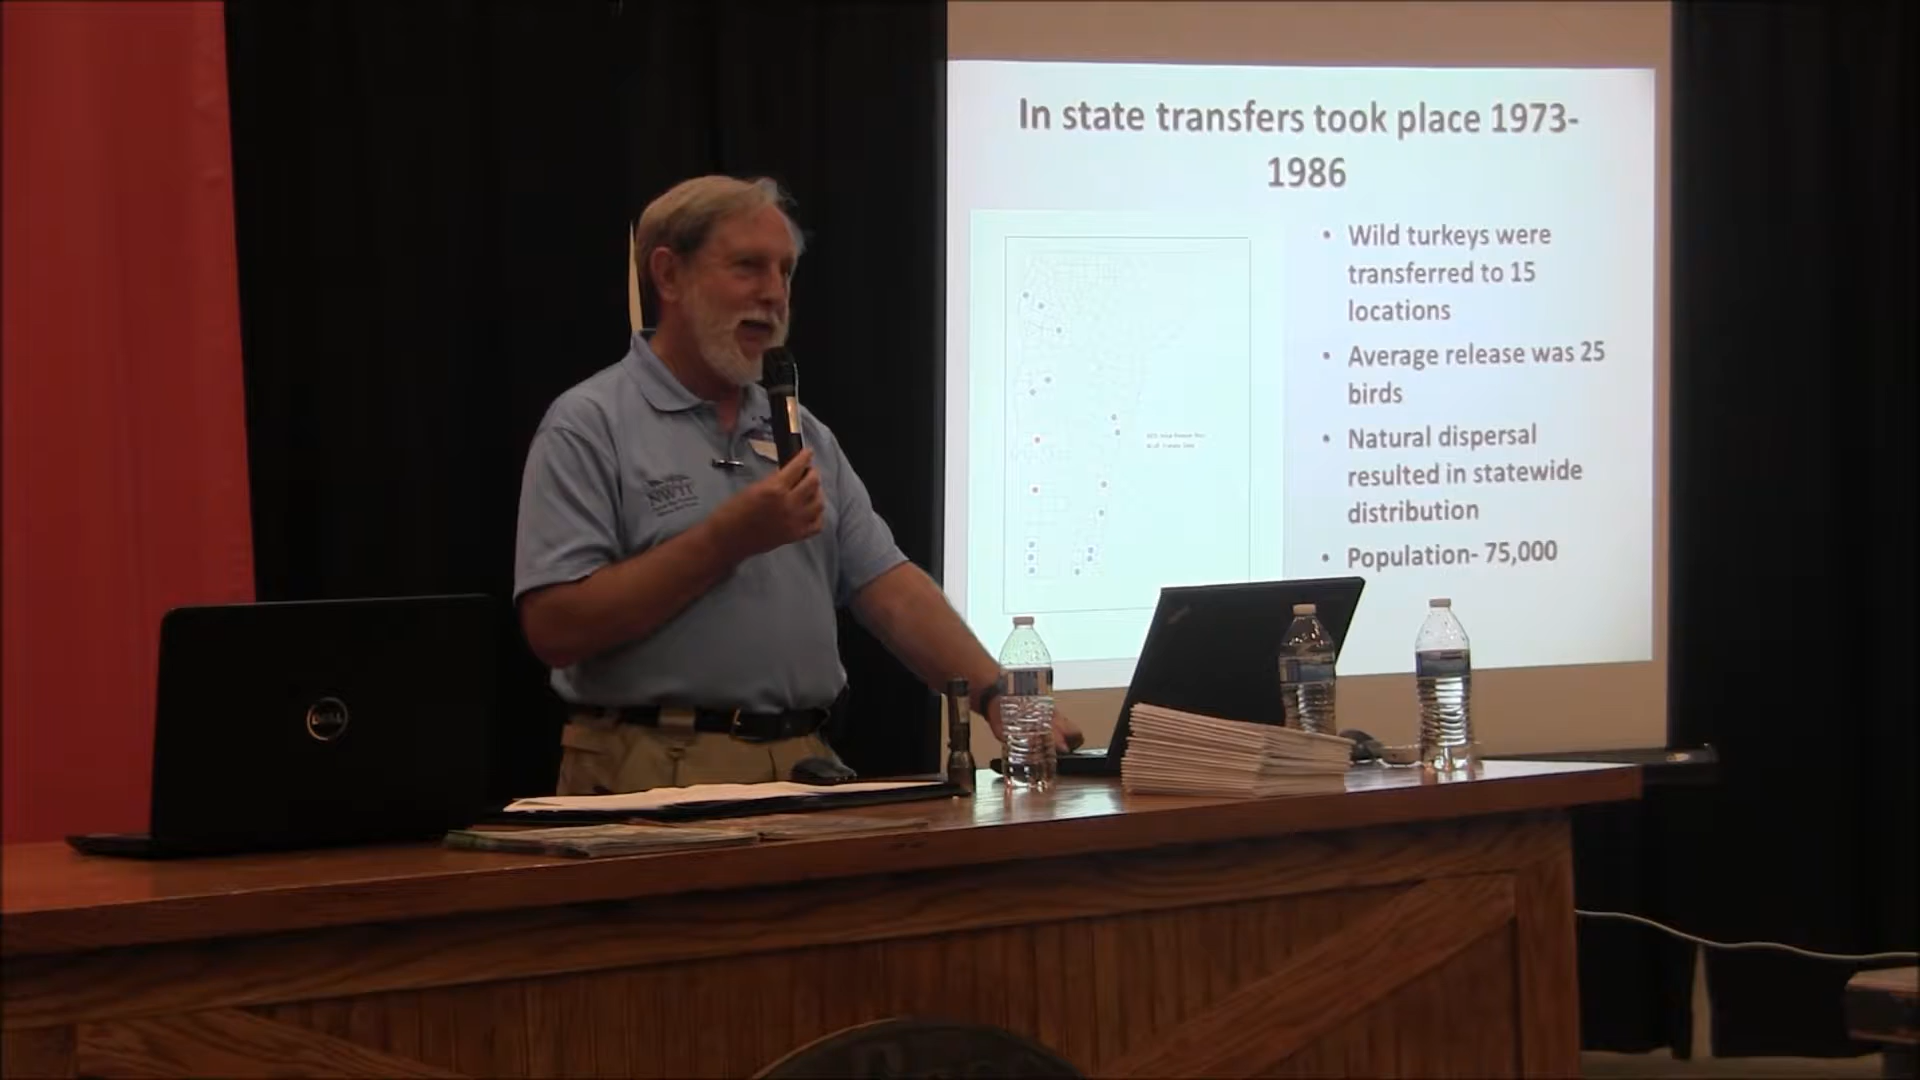 In state transfers took place 1973-
1986
• Wild turkeys were
transferred to 15
locations
• Average release was 25
birds
• Natural dispersal
resulted in statewide
distribution
• Population- 75,000
NWTF
DELL